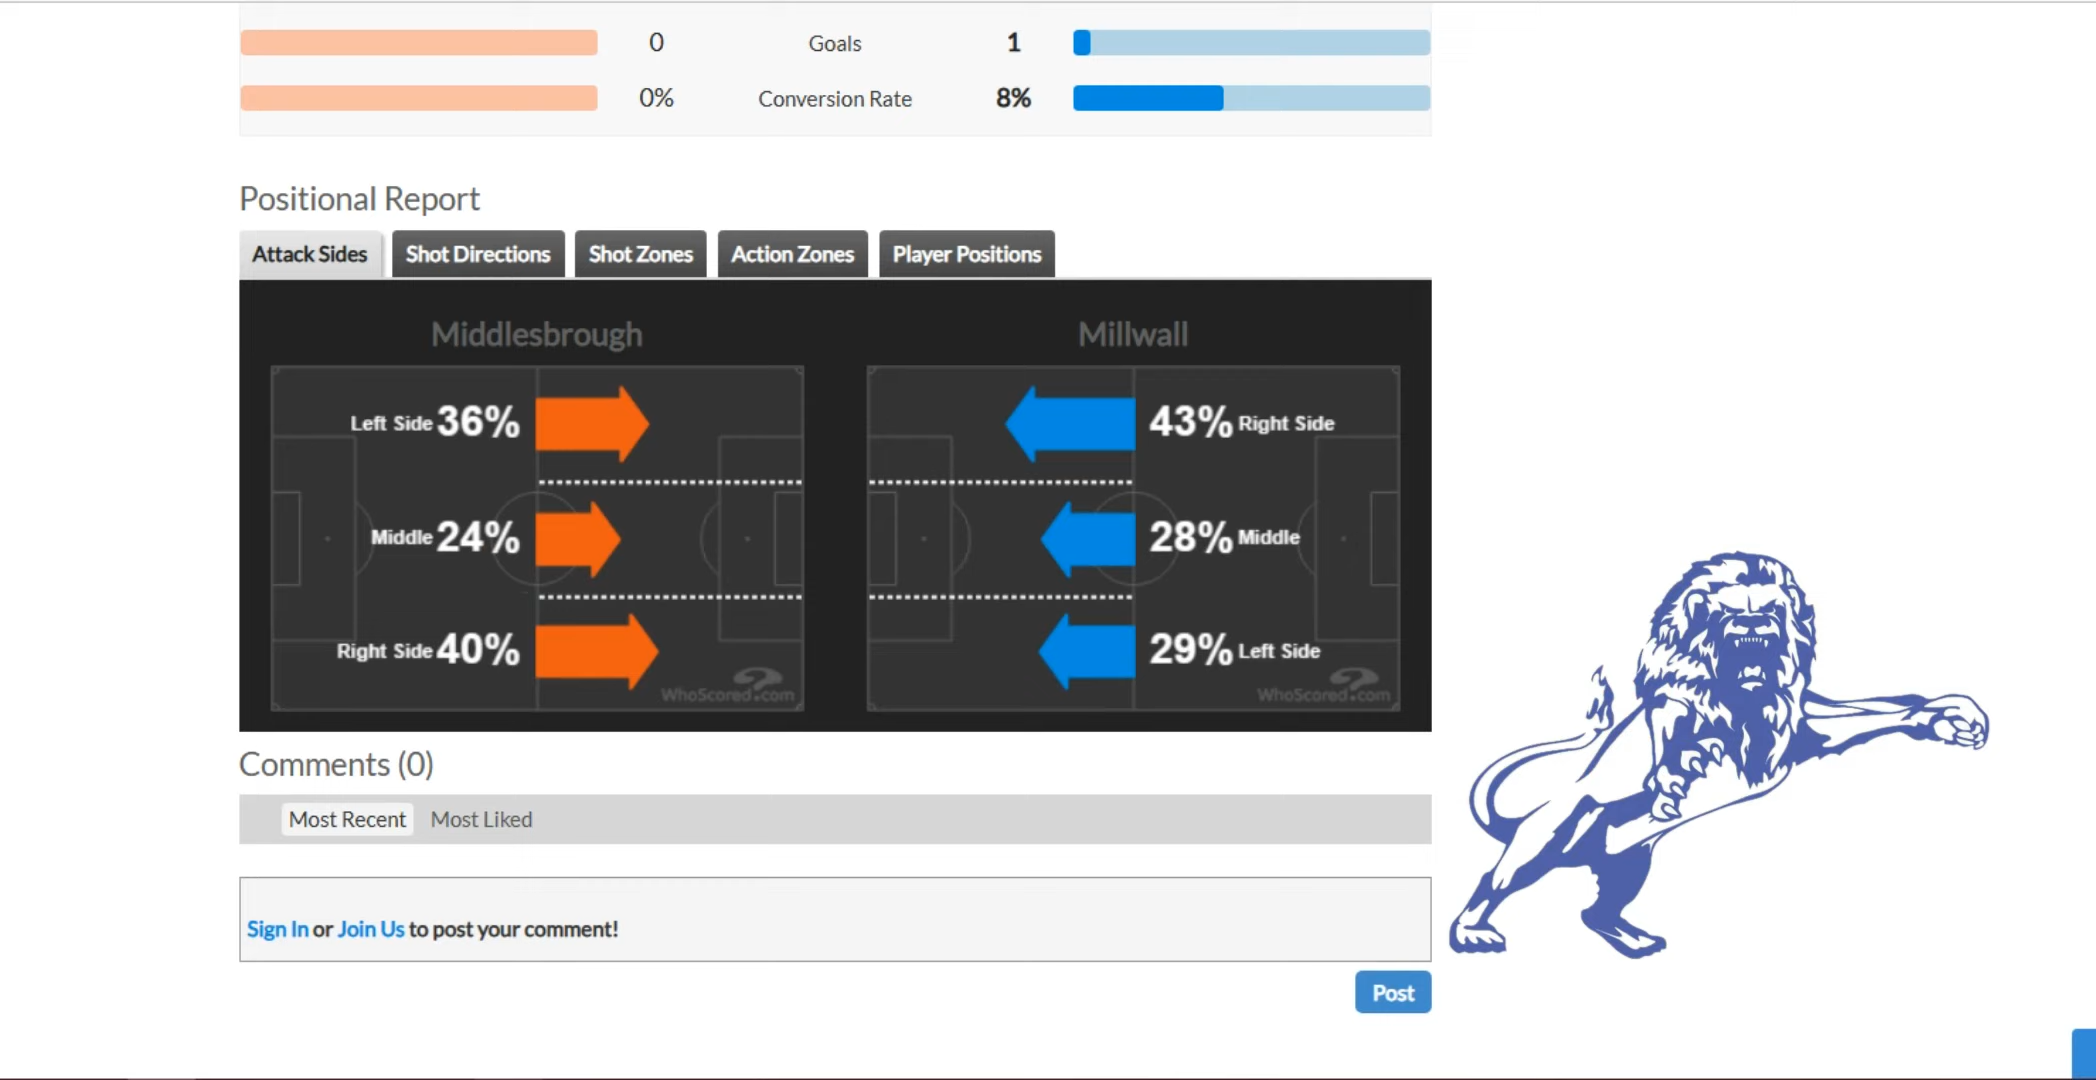 0 Goals 1
0% Conversion Rate 8%
Positional Report
Attack Sides Shot Directions Shot Zones Action Zones Player Positions
Middlesbrough
Left Side 36%
Middle 24%
Right Side 40%
WhoScored.com
Millwall
43% Right Side
28% Middle
29% Left Side
WhoScored.com
Comments (0)
Most Recent Most Liked
Sign In or Join Us to post your comment!
Post